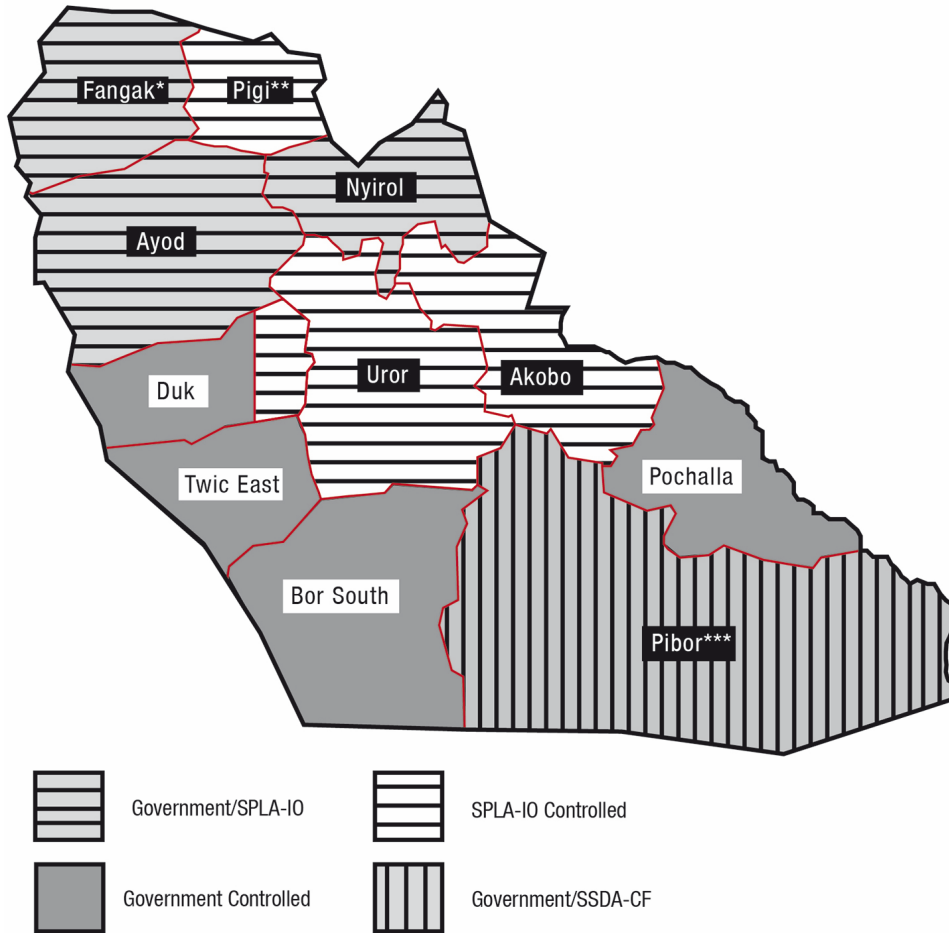 Fangak*
Pigi**
Nyirol
Ayod
Uror
Akobo
Duk
Twic East
Pochalla
Bor South
Pibor***
Government/SPLA-IO
SPLA-IO Controlled
Government Controlled
Government/SSDA-CF